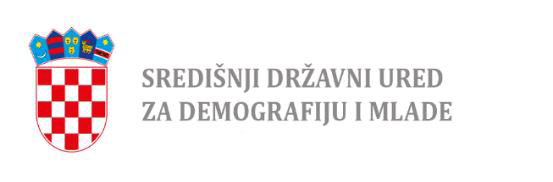 SREDIŠNJI DRŽAVNI URED
ZA DEMOGRAFIJU I MLADE